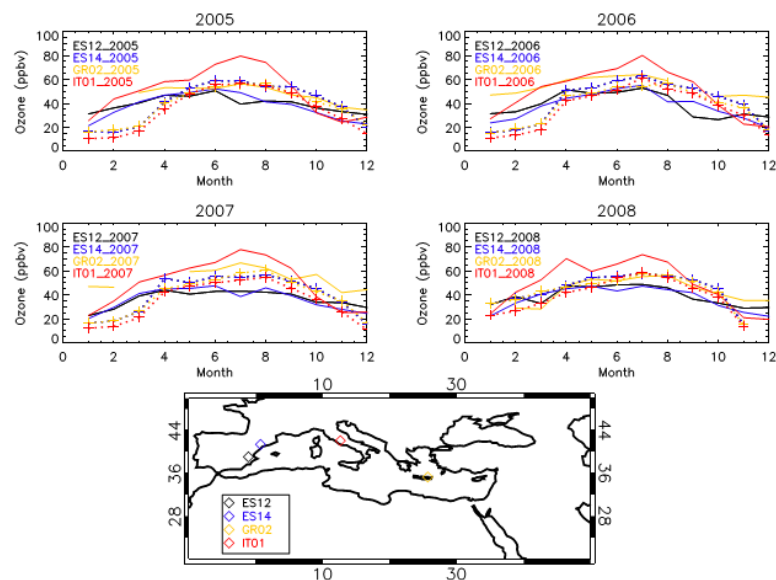 2005
2006
100
80
60
40
20
0
Ozone (ppbv)
ES12_2005
ES14_2005
GR02_2005
IT01_2005
0 2 4 6 8 10 12
Month
100
80
60
40
20
0
Ozone (ppbv)
ES12_2006
ES14_2006
GR02_2006
IT01_2006
0 2 4 6 8 10 12
Month
2007
2008
100
80
60
40
20
0
Ozone (ppbv)
ES12_2007
ES14_2007
GR02_2007
IT01_2007
0 2 4 6 8 10 12
Month
100
80
60
40
20
0
Ozone (ppbv)
ES12_2008
ES14_2008
GR02_2008
IT01_2008
0 2 4 6 8 10 12
Month
10 30
44 44
36 36
28 28
ES12
ES14
GR02
IT01
10 30